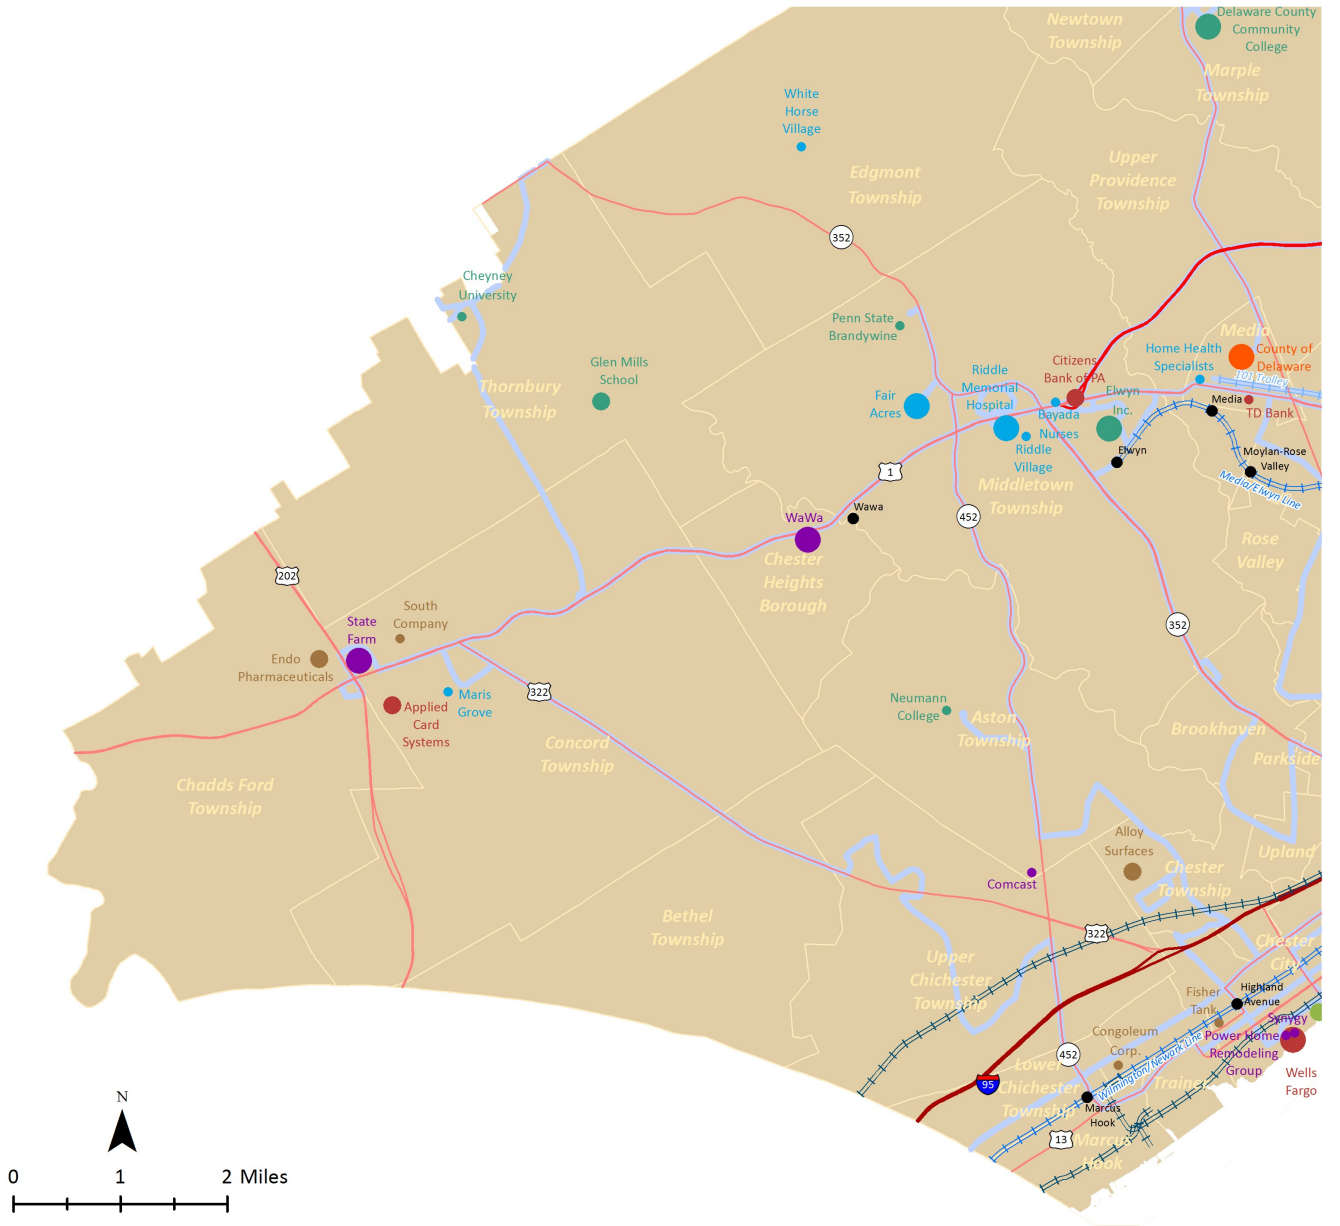 Delaware County
Community
College
Newtown
Township
Marple
Township
White
Horse
Village
Edgmont
Township
Upper
Providence
Township
352
Cheyney
University
Penn State
Brandywine
Media
County of
Delaware
Home Health
Specialists
101 Trolley
Citizens
Bank of PA
Glen Mills
School
Riddle
Memorial
Hospital
Thornbury
Township
Fair
Acres
Elwyn
Inc.
Media
TD Bank
Bayada
Nurses
Riddle
Village
Elwyn
Moylan-Rose
Valley
Media/Elwyn Line
1
Middletown
Township
Wawa
WaWa
452
Rose
Valley
Chester
Heights
Borough
202
South
Company
State
Farm
352
Endo
Pharmaceuticals
Maris
Grove
322
Applied
Card
Systems
Neumann
College
Aston
Township
Brookhaven
Parkside
Concord
Township
Chadds Ford
Township
Alloy
Surfaces
Upland
Chester
Township
Comcast
Bethel
Township
322
Chester
City
Upper
Chichester
Township
Highland
Avenue
Fisher
Tank
Synygy
Congoleum
Corp.
Power Home
Remodeling
Group
Wilmington/Newark Line
452
Wells
Fargo
95
Lower
Chichester
Township
Trainer
Marcus
Hook
13
Marcus
Hook
N
0 1 2 Miles